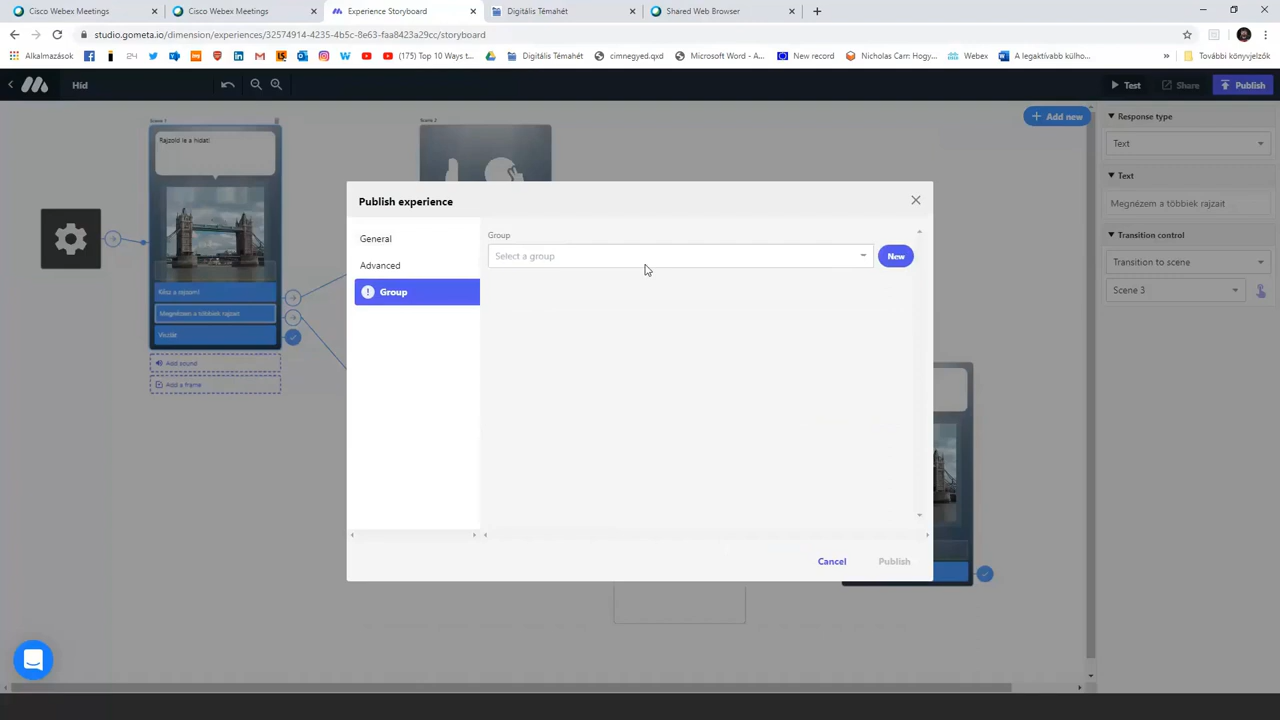 Cisco Webex Meetings
Cisco Webex Meetings
Experience Storyboard
Digitális Témahét
Shared Web Browser
studio.gometa.io/dimension/experiences/32574914-4235-4b5c-8e63-faa8423a29cc/storyboard
Alkalmazások
(175) Top 10 Ways t...
Digitális Témahét
cimnegyed.qxd
Microsoft Word - A...
New record
Nicholas Carr: Hogy...
Webex
A legaktívabb külho...
»
További könyvjelzők
Híd
Test
Share
Publish
Scene 1
Scene 2
Add new
Response type
Text
Text
Megnézem a többiek rajzait
Transition control
Transition to scene
Scene 3
Rajzold le a hidat!
Kész a rajzom!
Megnézem a többiek rajzait
Viszlát
Add sound
Add a frame
Publish experience
General
Advanced
Group
Group
Select a group
New
Cancel
Publish